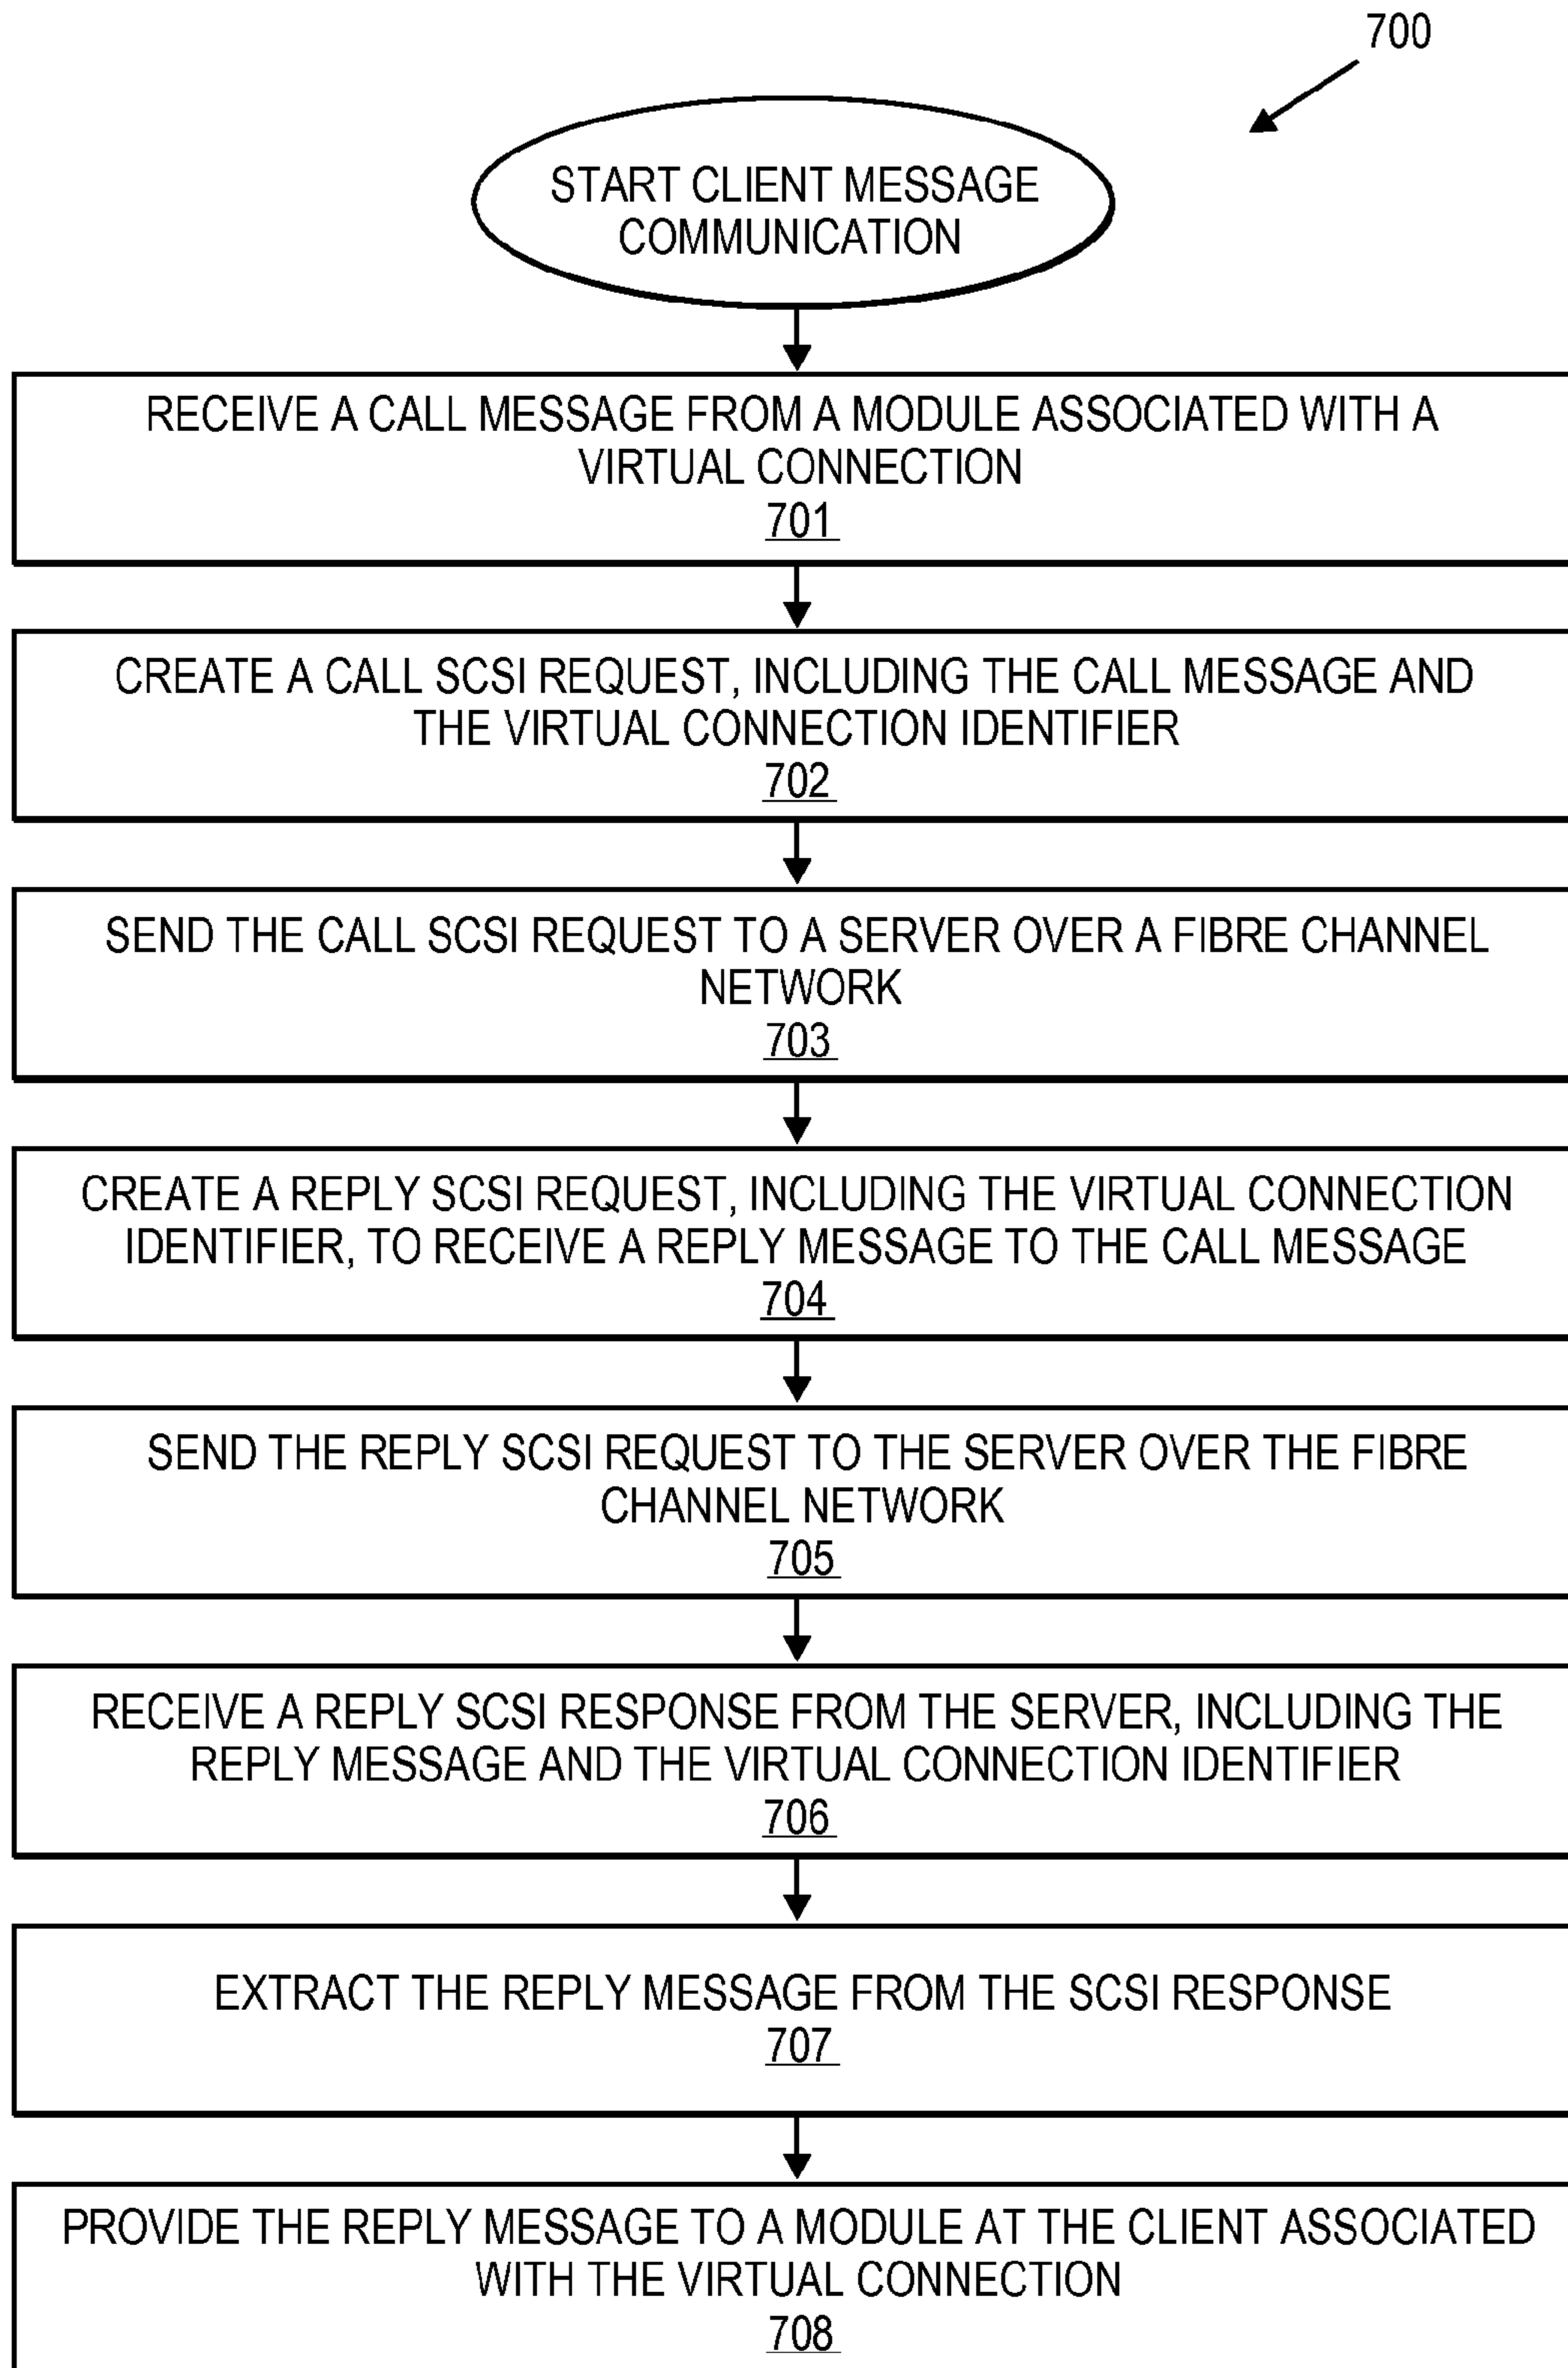 700
START CLIENT MESSAGE
COMMUNICATION
RECEIVE A CALL MESSAGE FROM A MODULE ASSOCIATED WITH A
VIRTUAL CONNECTION
701
CREATE A CALL SCSI REQUEST, INCLUDING THE CALL MESSAGE AND
THE VIRTUAL CONNECTION IDENTIFIER
702
SEND THE CALL SCSI REQUEST TO A SERVER OVER A FIBRE CHANNEL
NETWORK
703
CREATE A REPLY SCSI REQUEST, INCLUDING THE VIRTUAL CONNECTION
IDENTIFIER, TO RECEIVE A REPLY MESSAGE TO THE CALL MESSAGE
704
SEND THE REPLY SCSI REQUEST TO THE SERVER OVER THE FIBRE
CHANNEL NETWORK
705
RECEIVE A REPLY SCSI RESPONSE FROM THE SERVER, INCLUDING THE
REPLY MESSAGE AND THE VIRTUAL CONNECTION IDENTIFIER
706
EXTRACT THE REPLY MESSAGE FROM THE SCSI RESPONSE
707
PROVIDE THE REPLY MESSAGE TO A MODULE AT THE CLIENT ASSOCIATED
WITH THE VIRTUAL CONNECTION
708